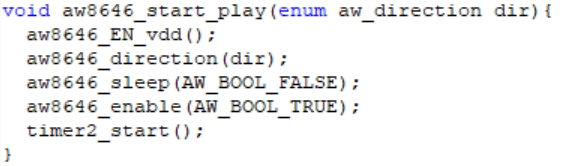 void aw8646_start_play(enum aw_direction dir){
  aw8646_EN_vdd();
  aw8646_direction(dir);
  aw8646_sleep(AW_BOOL_FALSE);
  aw8646_enable(AW_BOOL_TRUE);
  timer2_start();
}